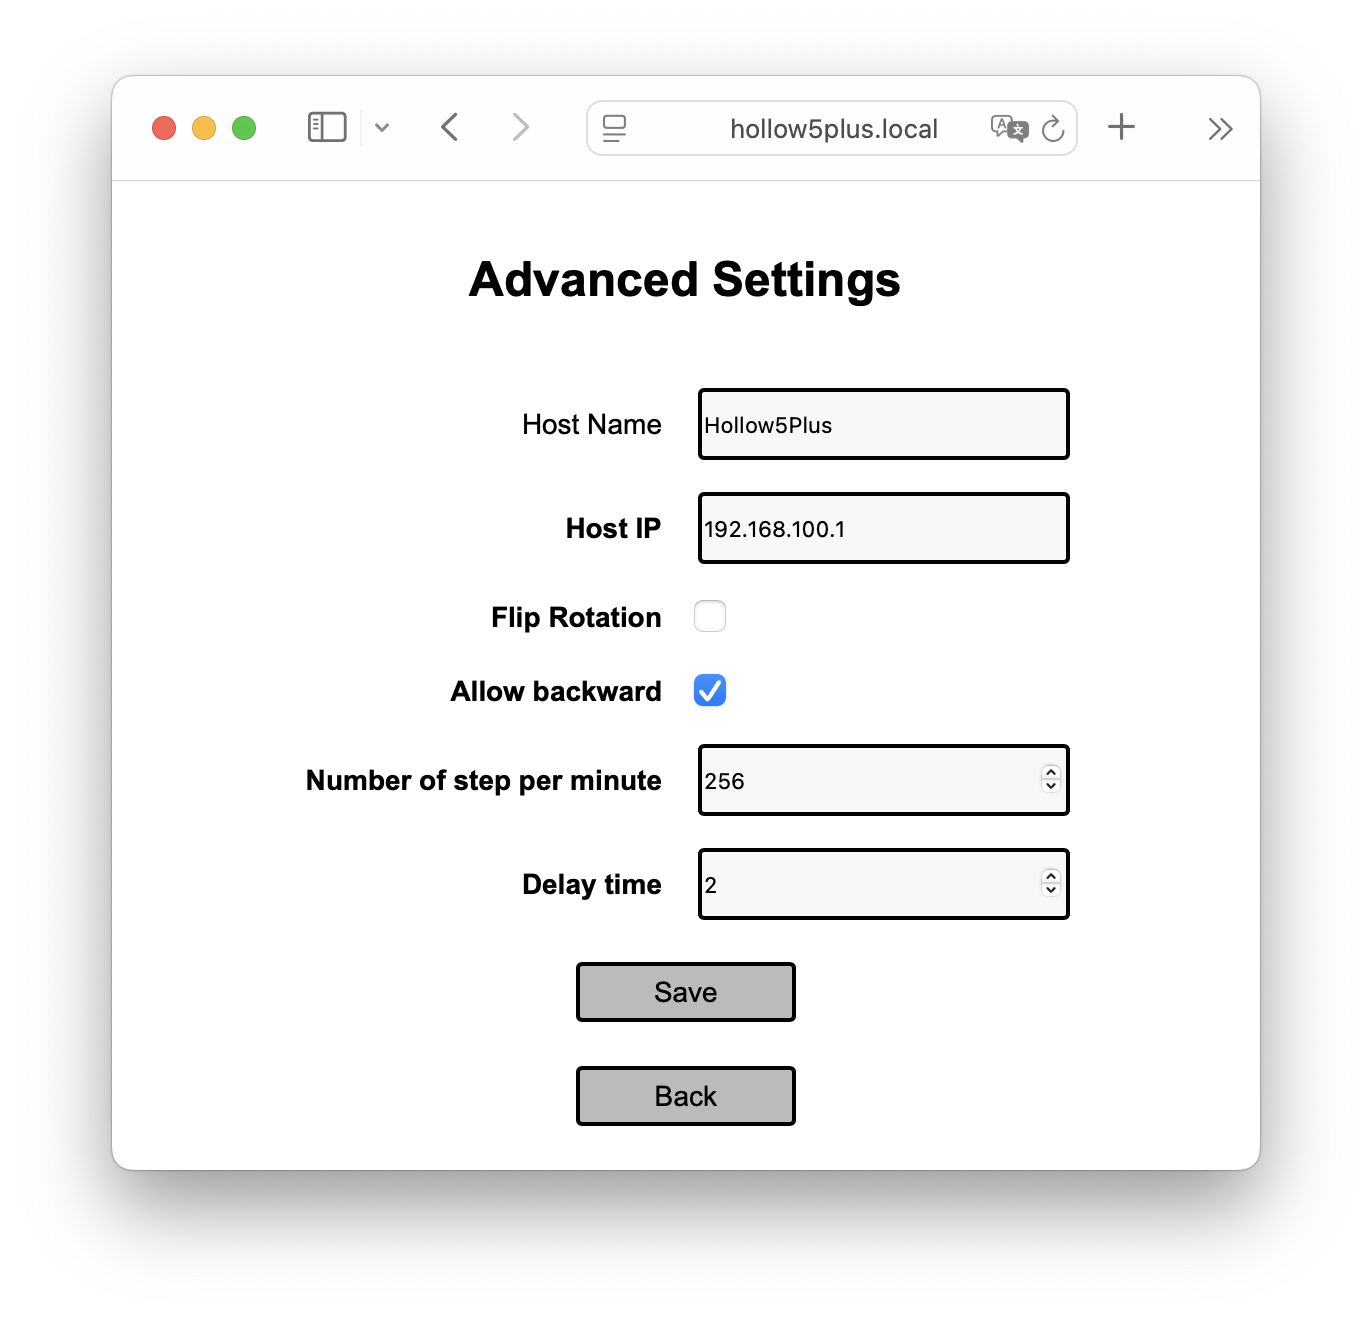 hollow5plus.local
Advanced Settings
Host Name Hollow5Plus
Host IP 192.168.100.1
Flip Rotation
Allow backward
Number of step per minute 256
Delay time 2
Save
Back